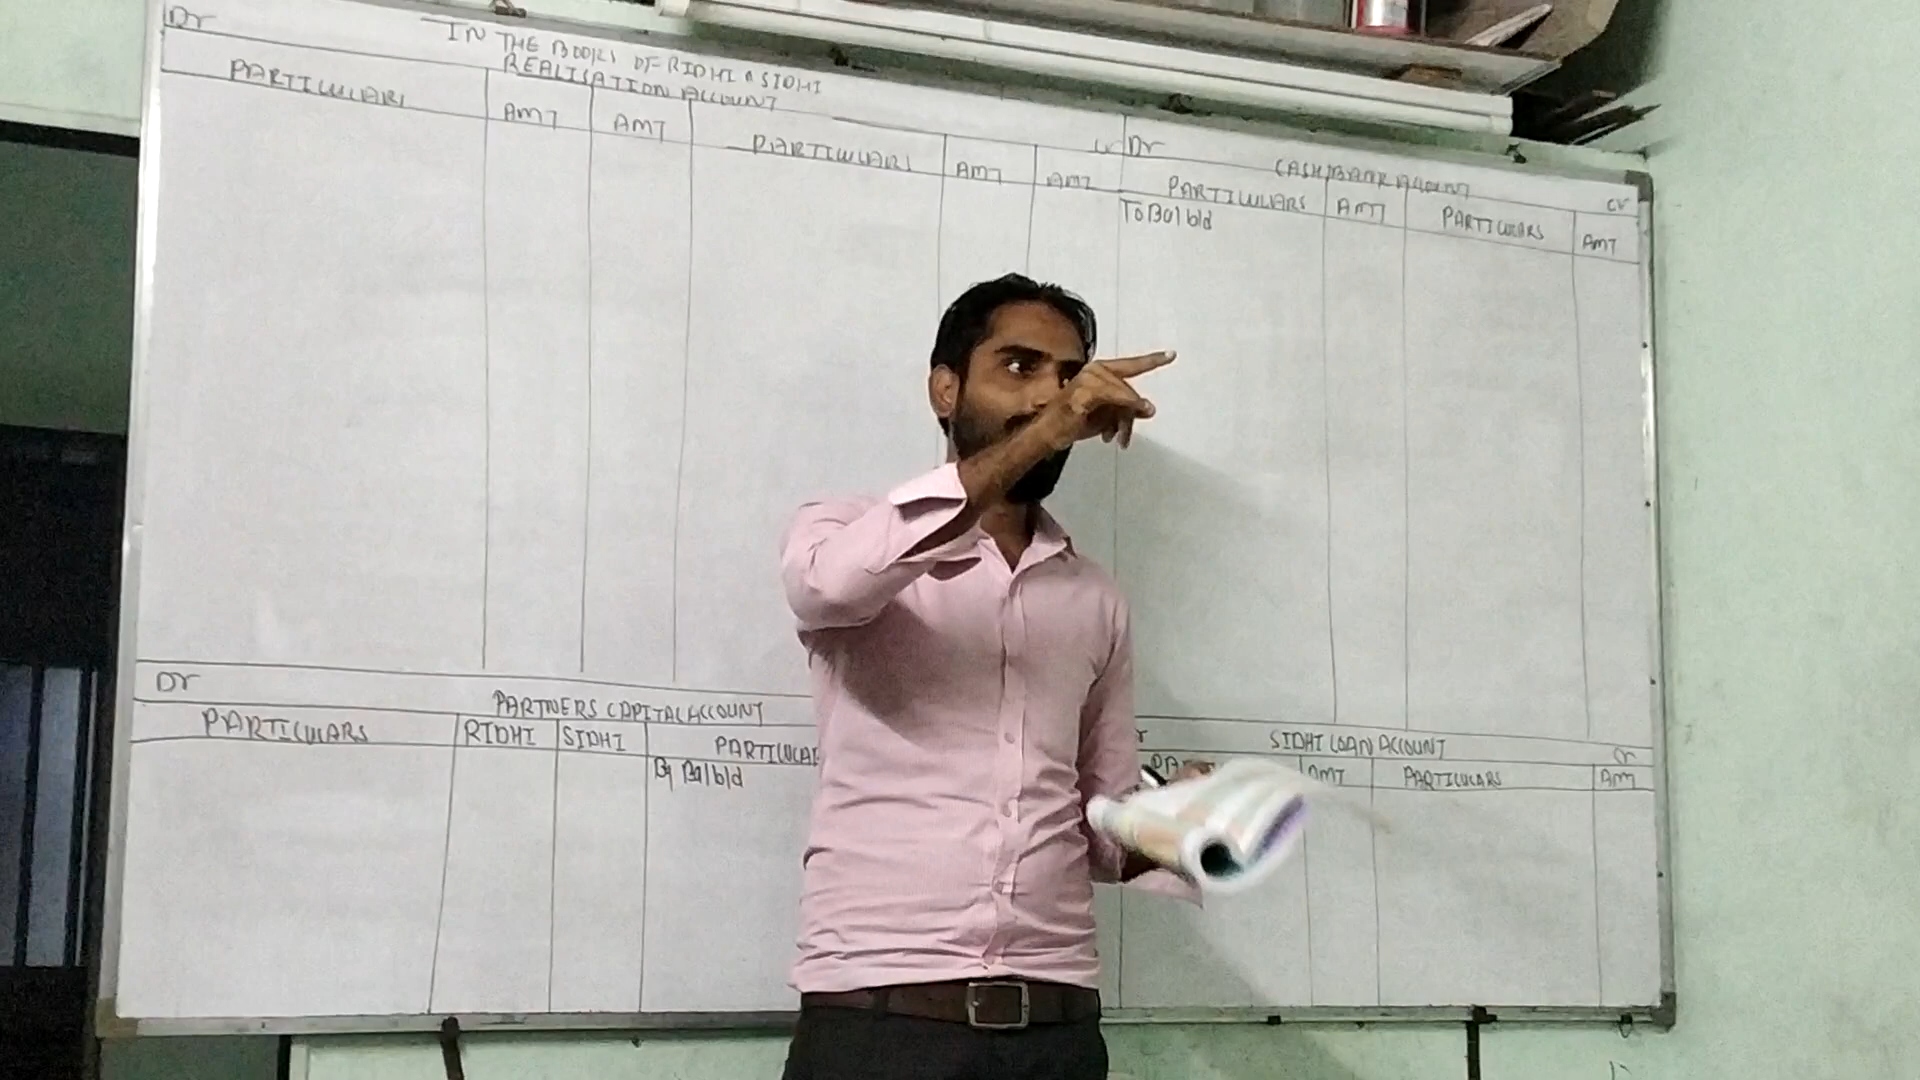 Dr
IN THE BOOKS OF RIDHI & SIDHI
REALISATION ACCOUNT
Cr
PARTICULARS AMT AMT PARTICULARS AMT AMT
Dr CASH/BANK ACCOUNT Cr
PARTICULARS AMT PARTICULARS AMT
To Bal b/d
Dr PARTNERS CAPITAL ACCOUNT
PARTICULARS RIDHI SIDHI PARTICULAR
By Bal b/d
SIDHI LOAN ACCOUNT Cr
AMT PARTICULARS AMT